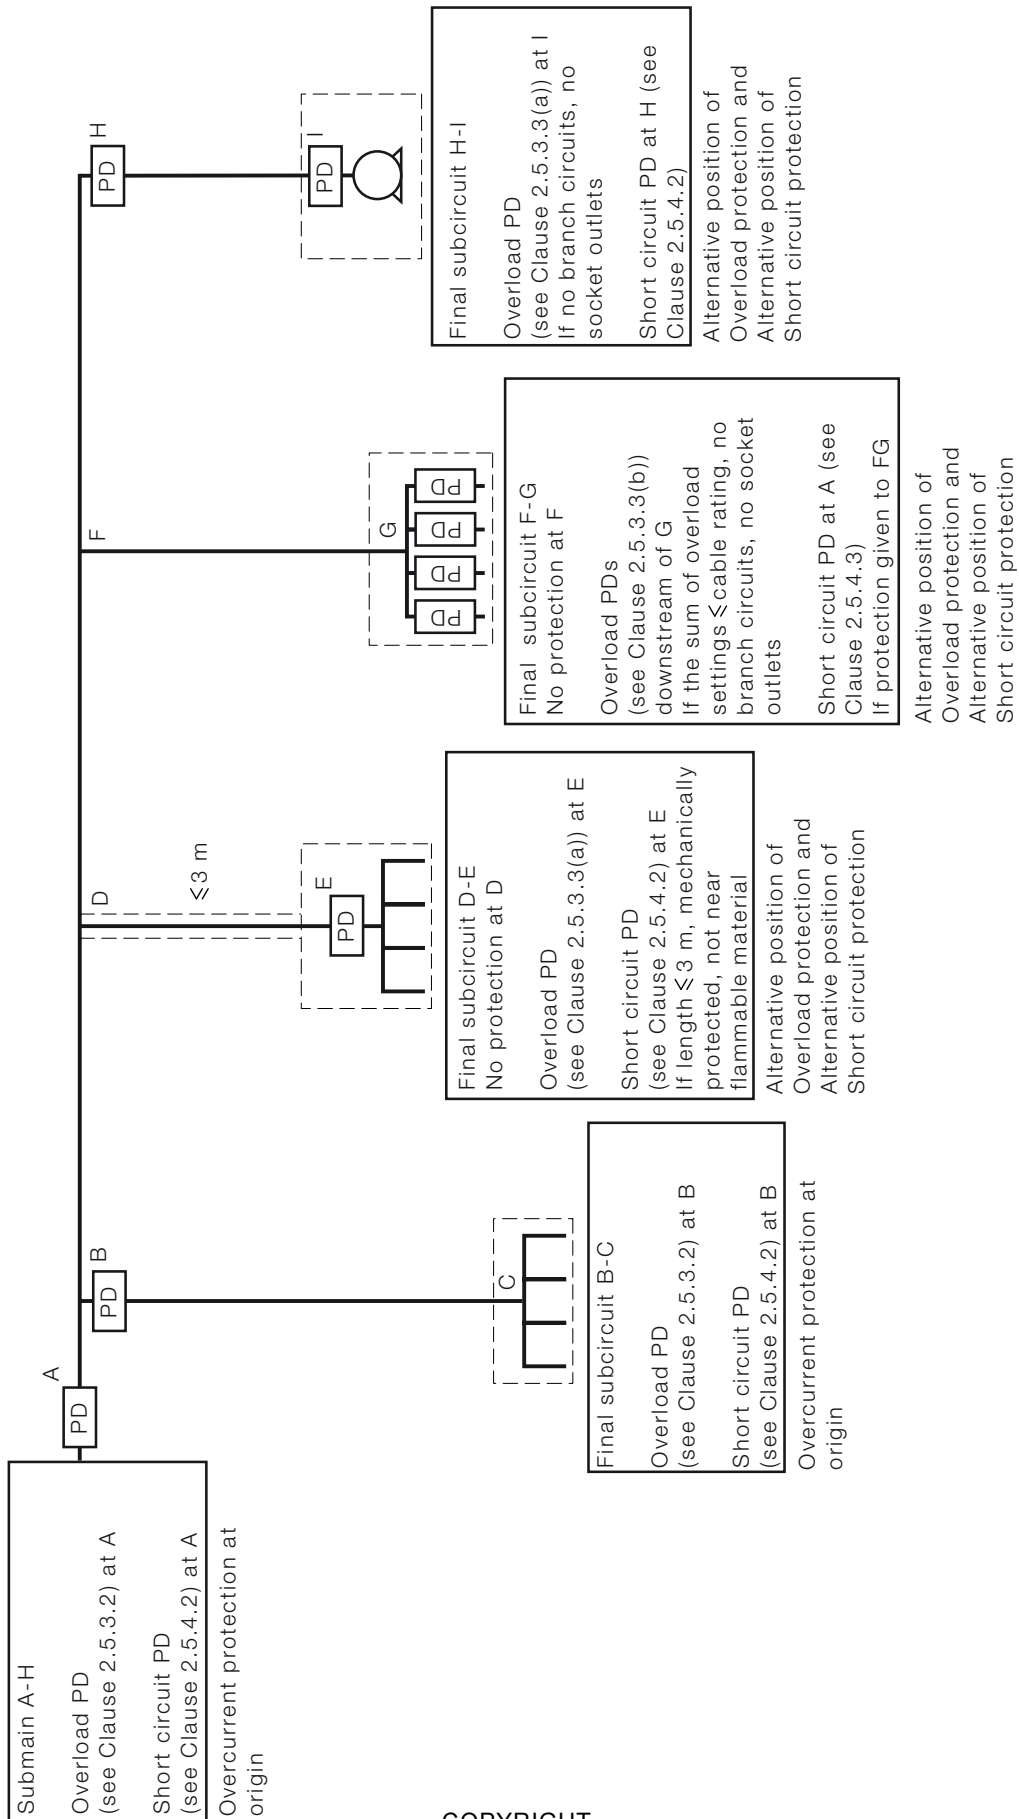 Submain A-H
Overload PD
(see Clause 2.5.3.2) at A
Short circuit PD
(see Clause 2.5.4.2) at A
Overcurrent protection at
origin
PD
A
PD
B
C
Final subcircuit B-C
Overload PD
(see Clause 2.5.3.2) at B
Short circuit PD
(see Clause 2.5.4.2) at B
Overcurrent protection at
origin
D
⩽3 m
PD
E
Final subcircuit D-E
No protection at D
Overload PD
(see Clause 2.5.3.3(a)) at E
Short circuit PD
(see Clause 2.5.4.2) at E
If length ⩽3 m, mechanically
protected, not near
flammable material
Alternative position of
Overload protection and
Alternative position of
Short circuit protection
F
G
PD
PD
PD
PD
Final subcircuit F-G
No protection at F
Overload PDs
(see Clause 2.5.3.3(b))
downstream of G
If the sum of overload
settings ⩽cable rating, no
branch circuits, no socket
outlets
Short circuit PD at A (see
Clause 2.5.4.3)
If protection given to FG
Alternative position of
Overload protection and
Alternative position of
Short circuit protection
PD
H
PD
I
Final subcircuit H-I
Overload PD
(see Clause 2.5.3.3(a)) at I
If no branch circuits, no
socket outlets
Short circuit PD at H (see
Clause 2.5.4.2)
Alternative position of
Overload protection and
Alternative position of
Short circuit protection
COPYRIGHT